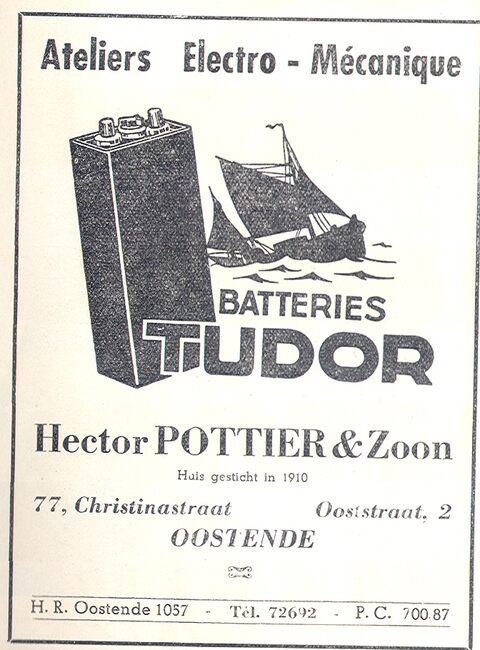 Ateliers Electro - Mécanique
BATTERIES
TUDOR
Hector POTTIER & Zoon
Huis gesticht in 1910
77, Christinastraat Ooststraat, 2
OOSTENDE
H. R. Oostende 1057 - Tél. 72692 - P. C. 700.87